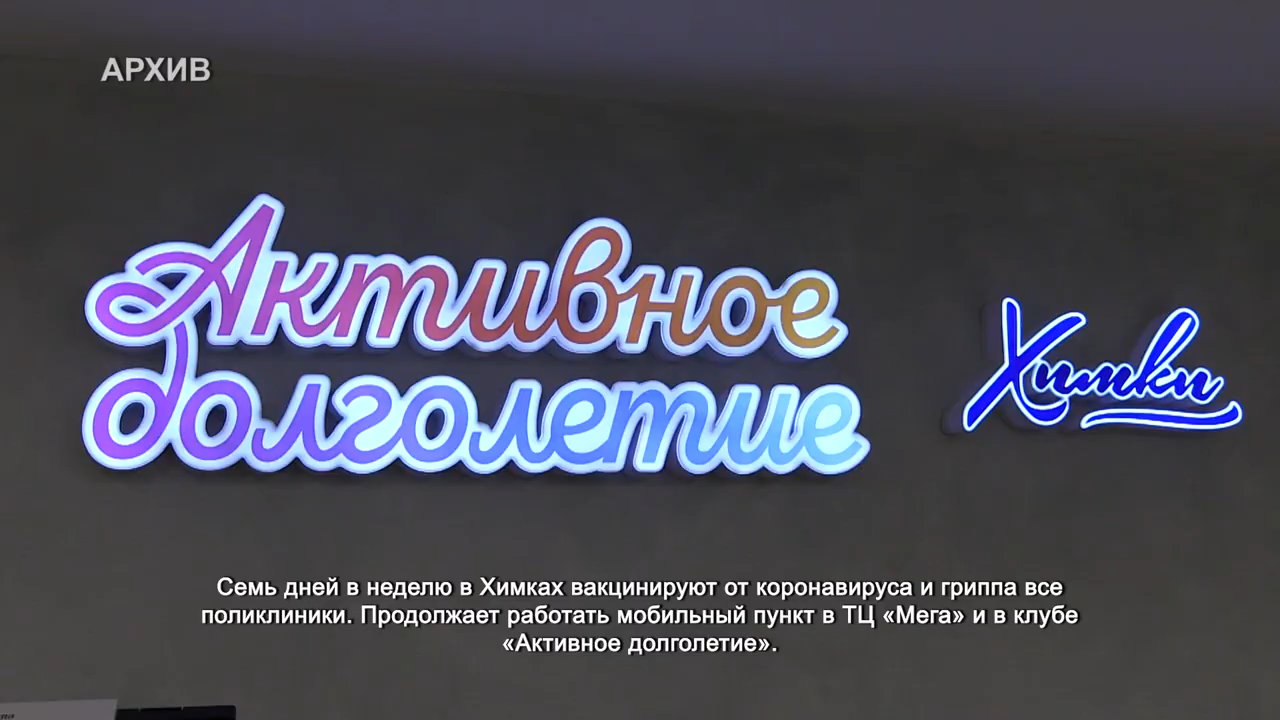 АРХИВ
Активное
долголетие
Химки
Семь дней в неделю в Химках вакцинируют от коронавируса и гриппа все
поликлиники. Продолжает работать мобильный пункт в ТЦ «Мега» и в клубе
«Активное долголетие».